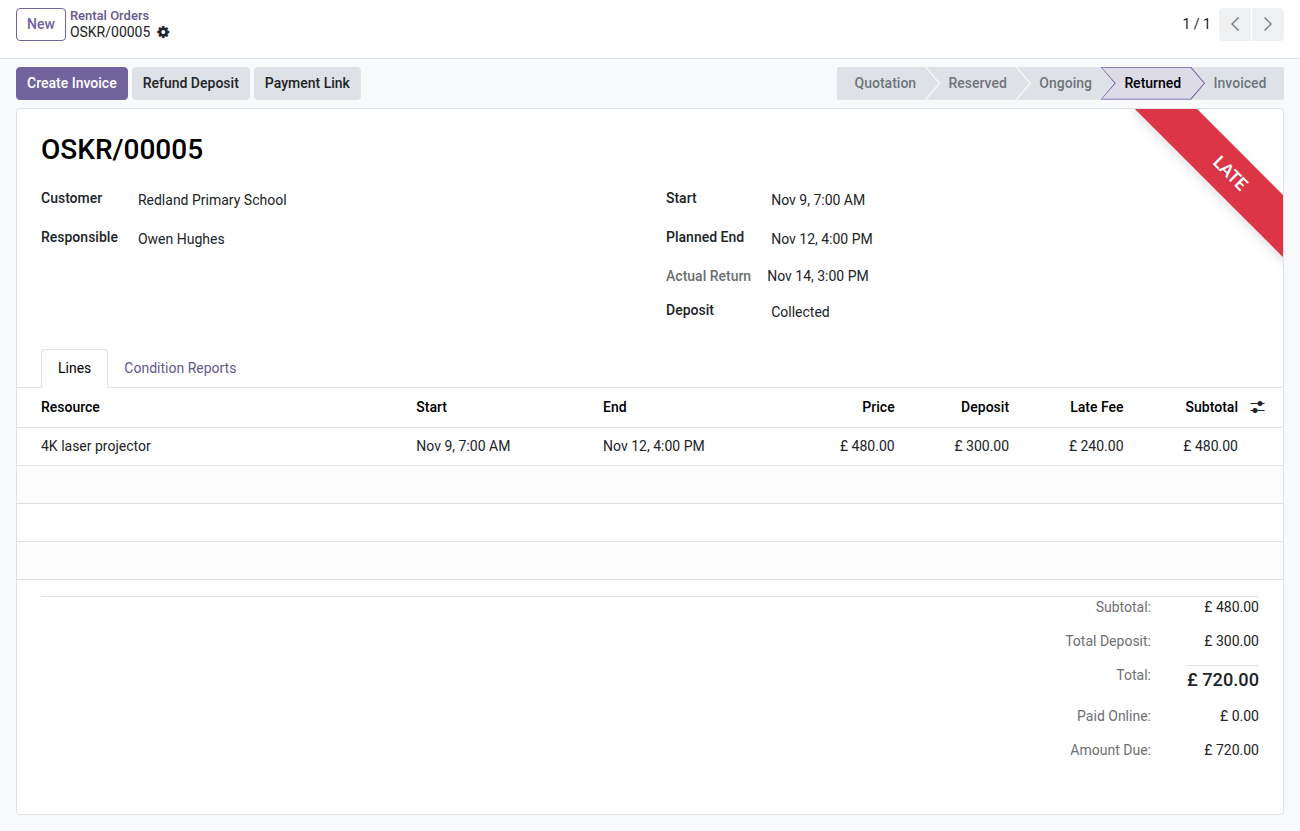 New
Rental Orders
OSKR/00005
1 / 1
Create Invoice Refund Deposit Payment Link
Quotation Reserved Ongoing Returned Invoiced
LATE
OSKR/00005
Customer Redland Primary School
Responsible Owen Hughes
Start Nov 9, 7:00 AM
Planned End Nov 12, 4:00 PM
Actual Return Nov 14, 3:00 PM
Deposit Collected
Lines Condition Reports
Resource Start End Price Deposit Late Fee Subtotal
4K laser projector Nov 9, 7:00 AM Nov 12, 4:00 PM £ 480.00 £ 300.00 £ 240.00 £ 480.00
Subtotal: £ 480.00
Total Deposit: £ 300.00
Total: £ 720.00
Paid Online: £ 0.00
Amount Due: £ 720.00